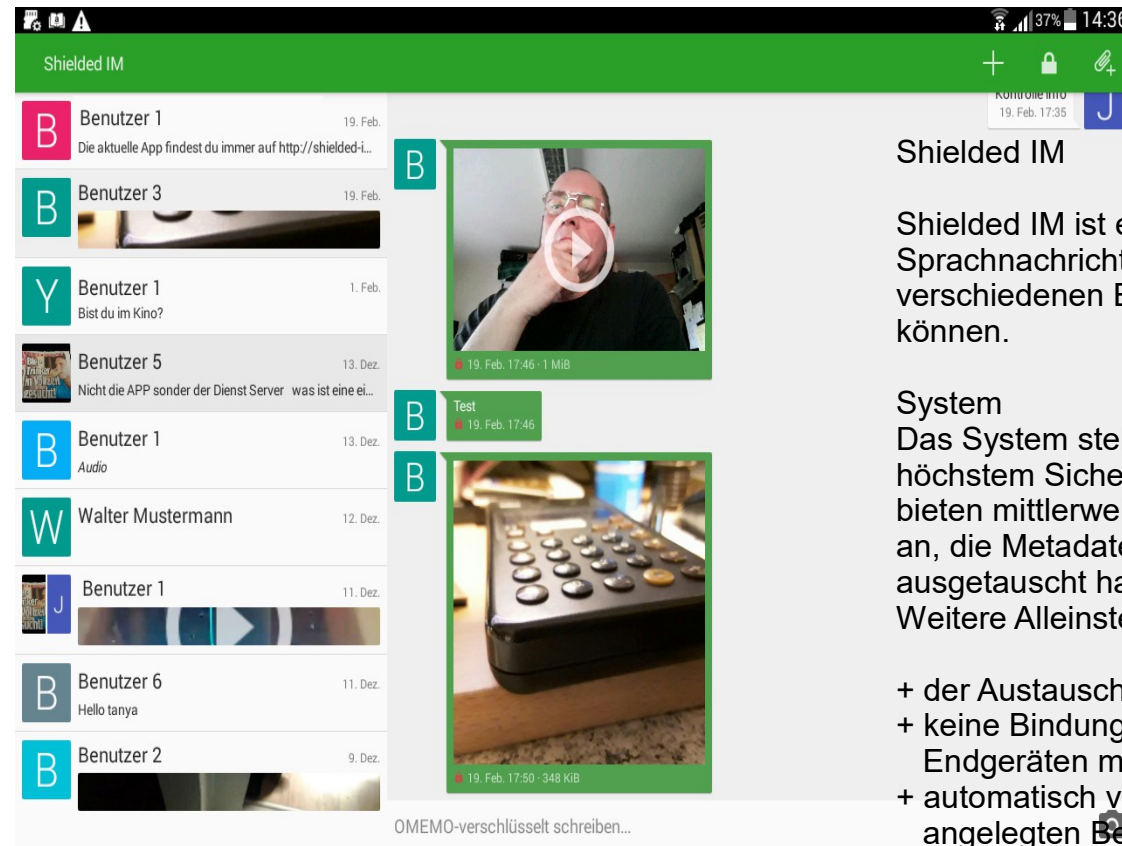 37% 14:36
Shielded IM
B
Benutzer 1
19. Feb.
Die aktuelle App findest du immer auf http://shielded-i...
B
Benutzer 3
19. Feb.
Y
Benutzer 1
1. Feb.
Bist du im Kino?
Benutzer 5
13. Dez.
Nicht die APP sonder der Dienst Server was ist eine ei...
B
Benutzer 1
13. Dez.
Audio
W
Walter Mustermann
12. Dez.
J
Benutzer 1
11. Dez.
B
Benutzer 6
11. Dez.
Hello tanya
B
Benutzer 2
9. Dez.
Kontrolle info
19. Feb. 17:35
J
B
19. Feb. 17:46 · 1 MiB
B
Test
19. Feb. 17:46
B
19. Feb. 17:50 · 348 KiB
OMEMO-verschlüsselt schreiben...
Shielded IM
Shielded IM ist e
Sprachnachricht
verschiedenen E
können.
System
Das System ste
höchstem Siche
bieten mittlerwe
an, die Metadate
ausgetauscht ha
Weitere Alleinste
+ der Austausch
+ keine Bindung
Endgeräten m
+ automatisch v
angelegten Be